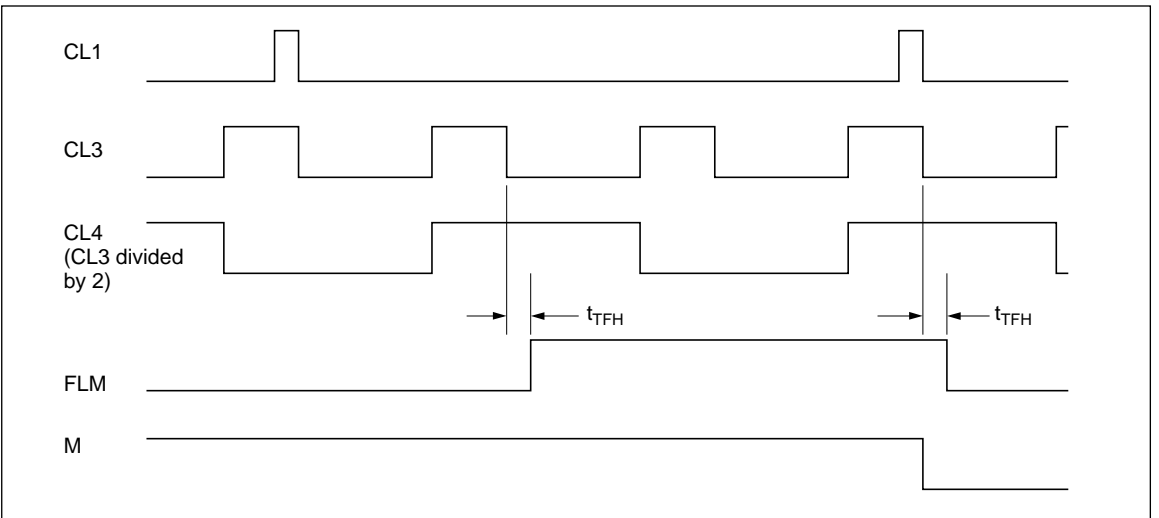 CL1
CL3
CL4
(CL3 divided
by 2)
tTFH
tTFH
FLM
M